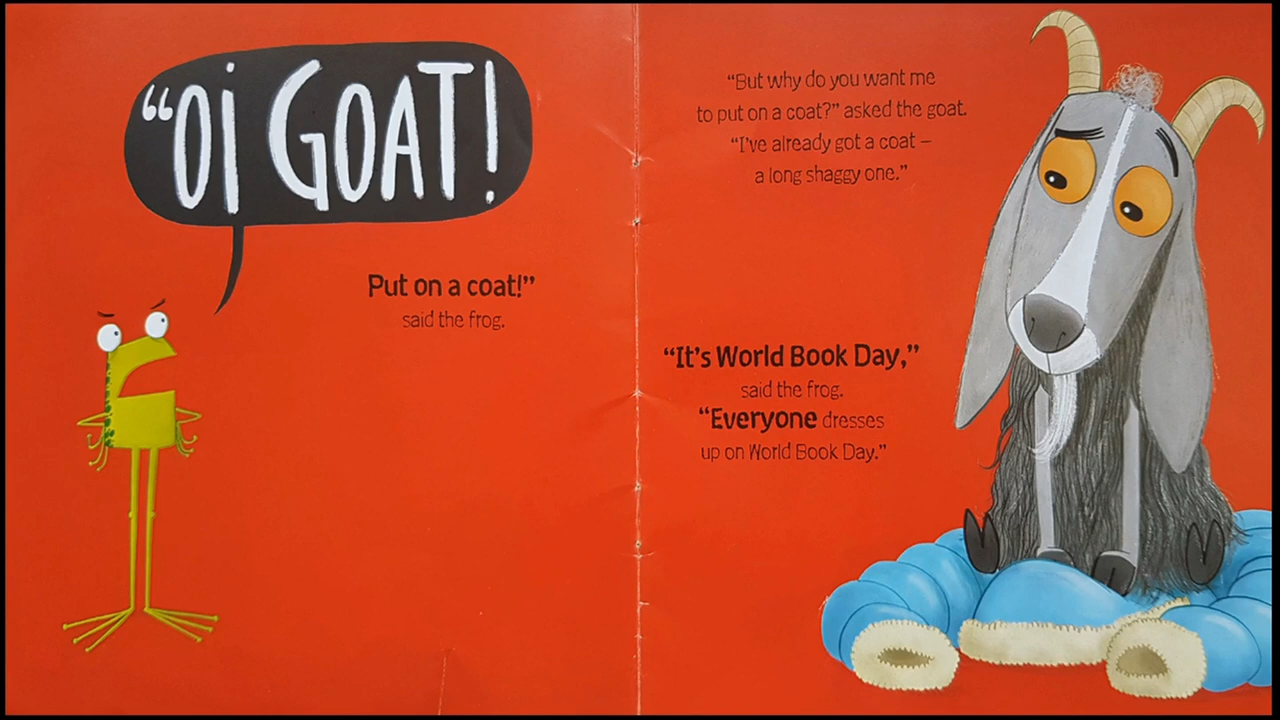 “Oi GOAT!
Put on a coat!”
said the frog.
“But why do you want me
to put on a coat?” asked the goat.
“I’ve already got a coat –
a long shaggy one.”
“It’s World Book Day,”
said the frog.
“Everyone dresses
up on World Book Day.”